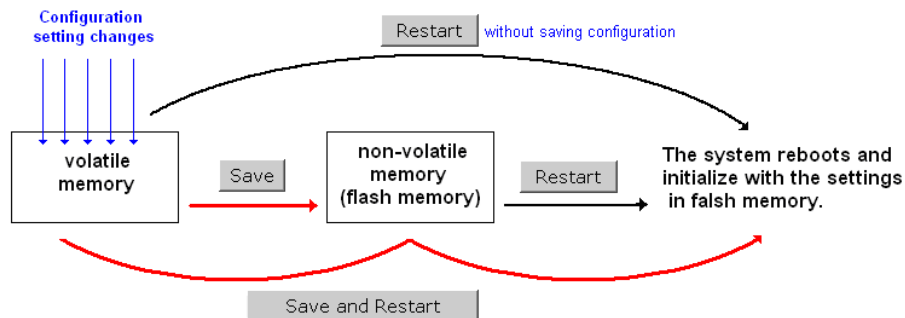 Configuration
setting changes
Restart
without saving configuration
volatile
memory
Save
non-volatile
memory
(flash memory)
Restart
The system reboots and
initialize with the settings
in falsh memory.
Save and Restart